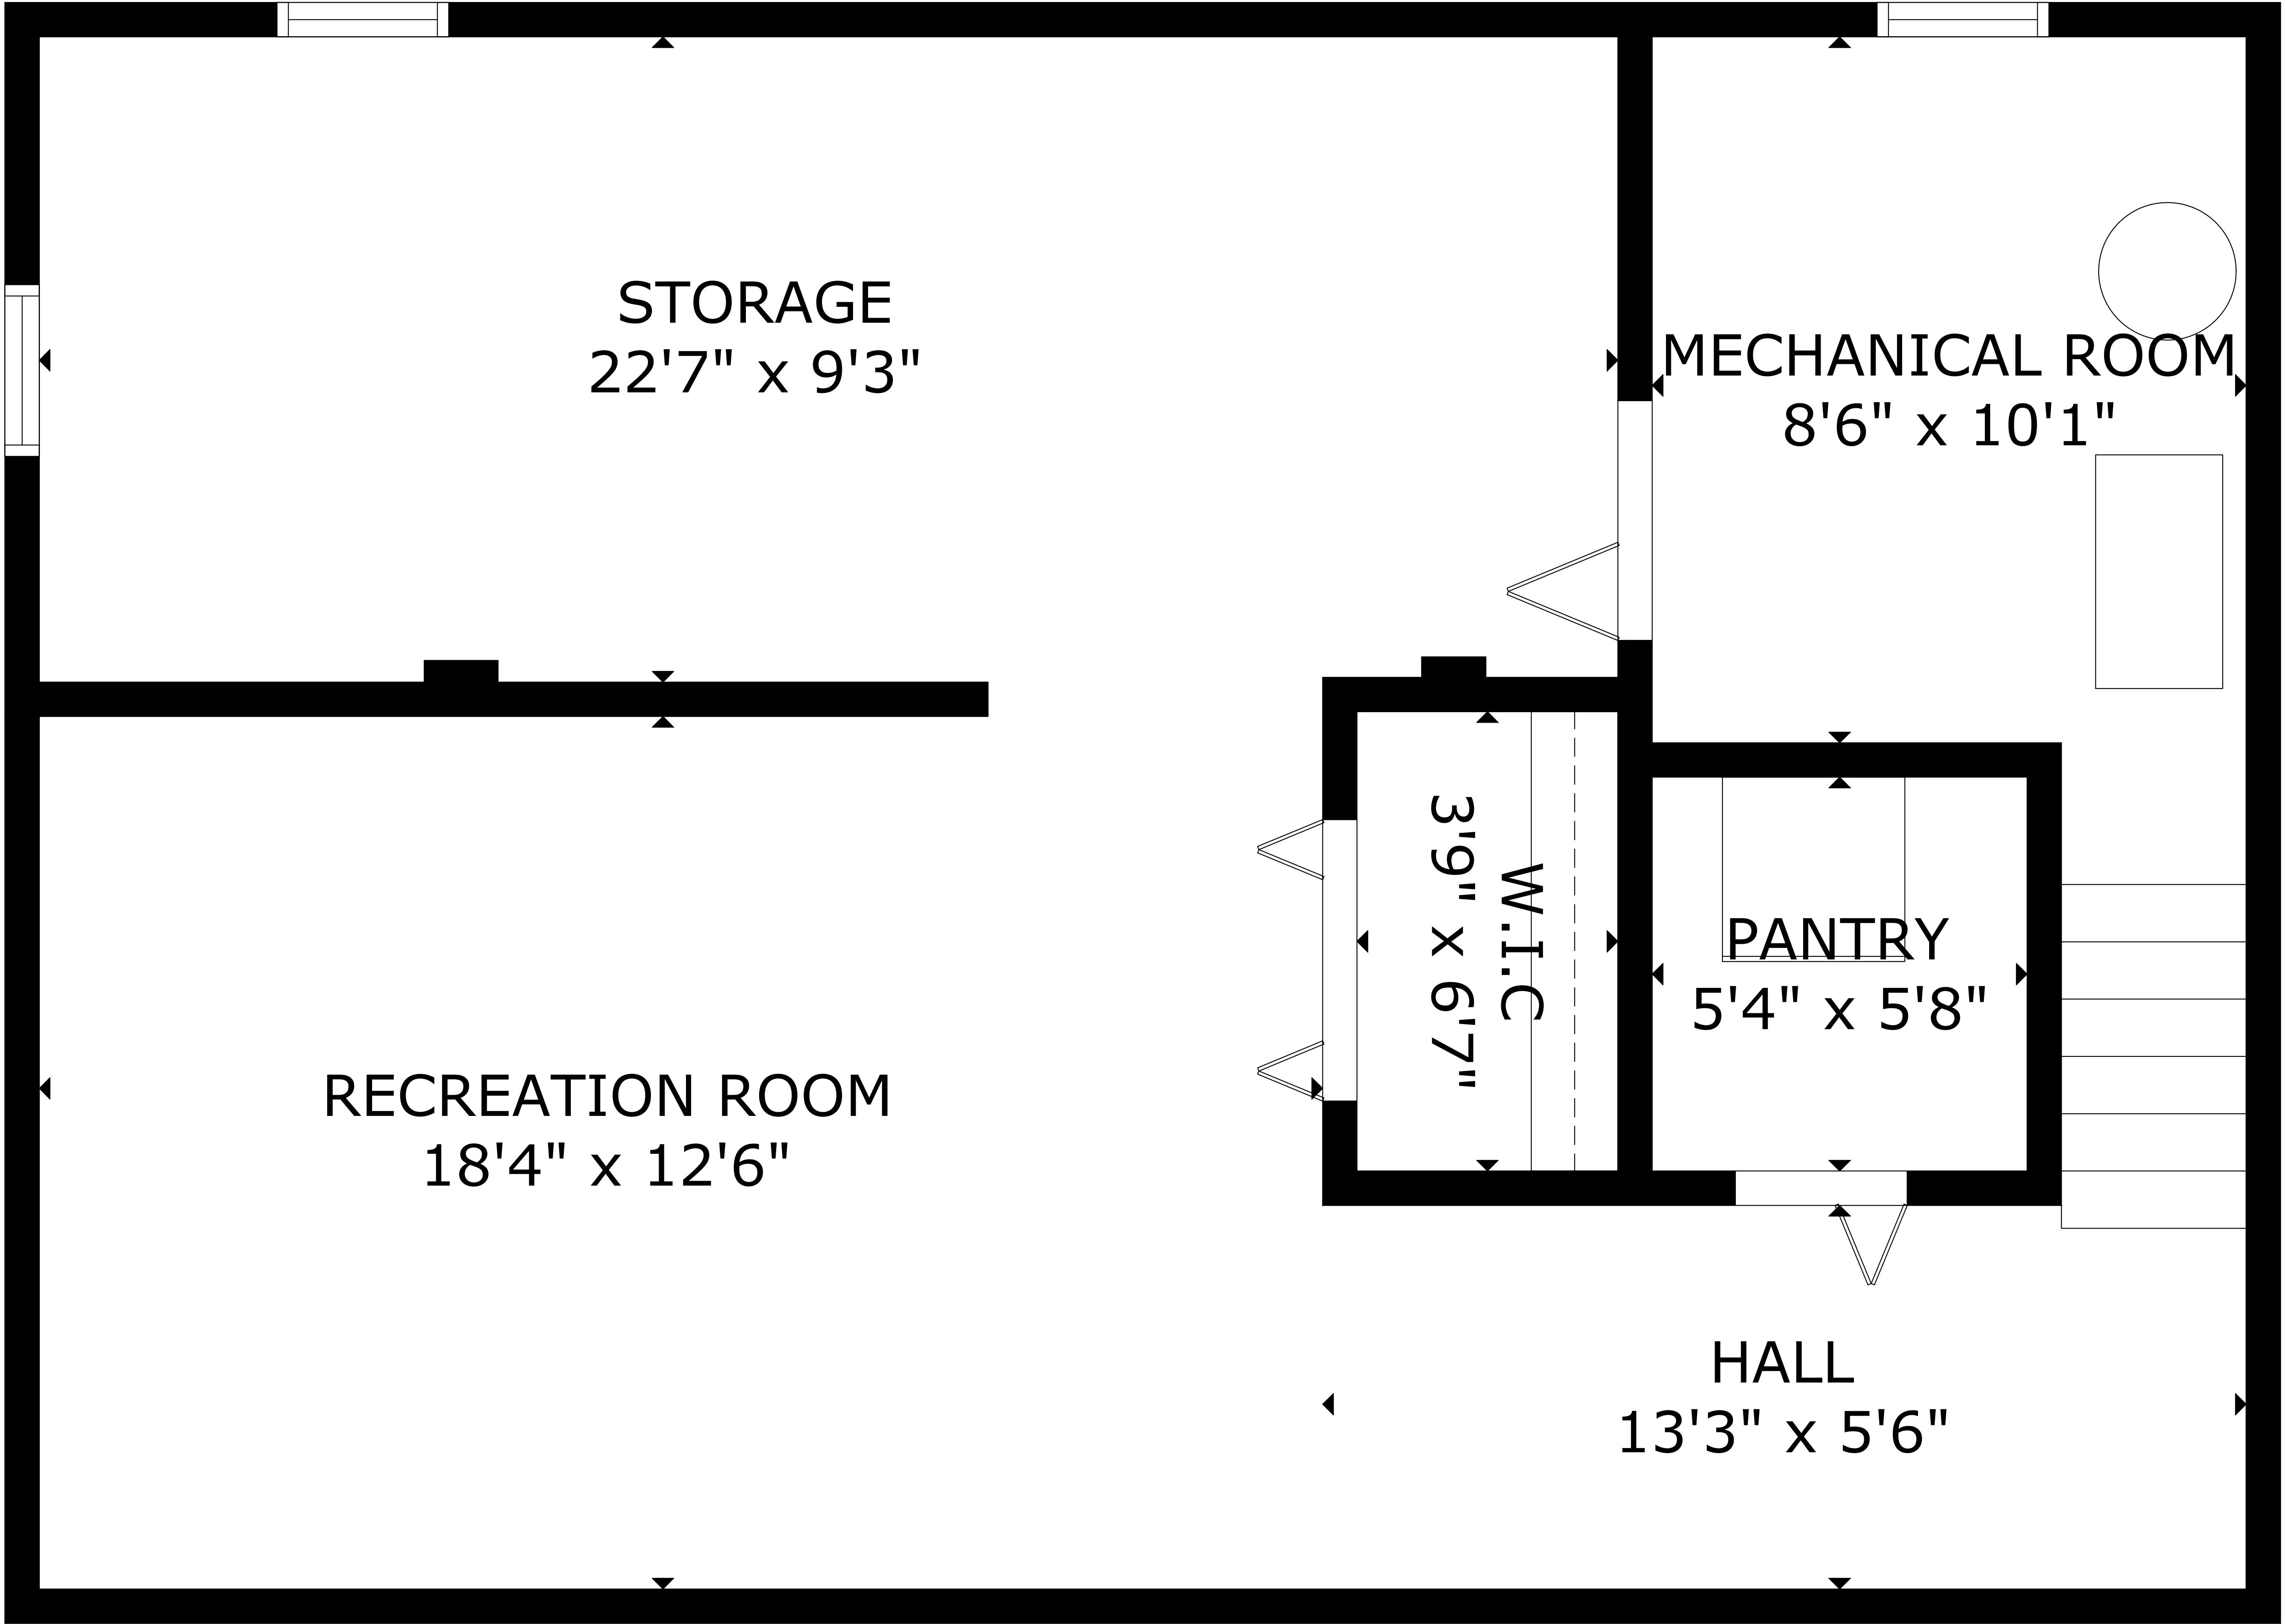 STORAGE
22'7" x 9'3"
MECHANICAL ROOM
8'6" x 10'1"
W.I.C
3'9" x 6'7"
PANTRY
5'4" x 5'8"
RECREATION ROOM
18'4" x 12'6"
HALL
13'3" x 5'6"